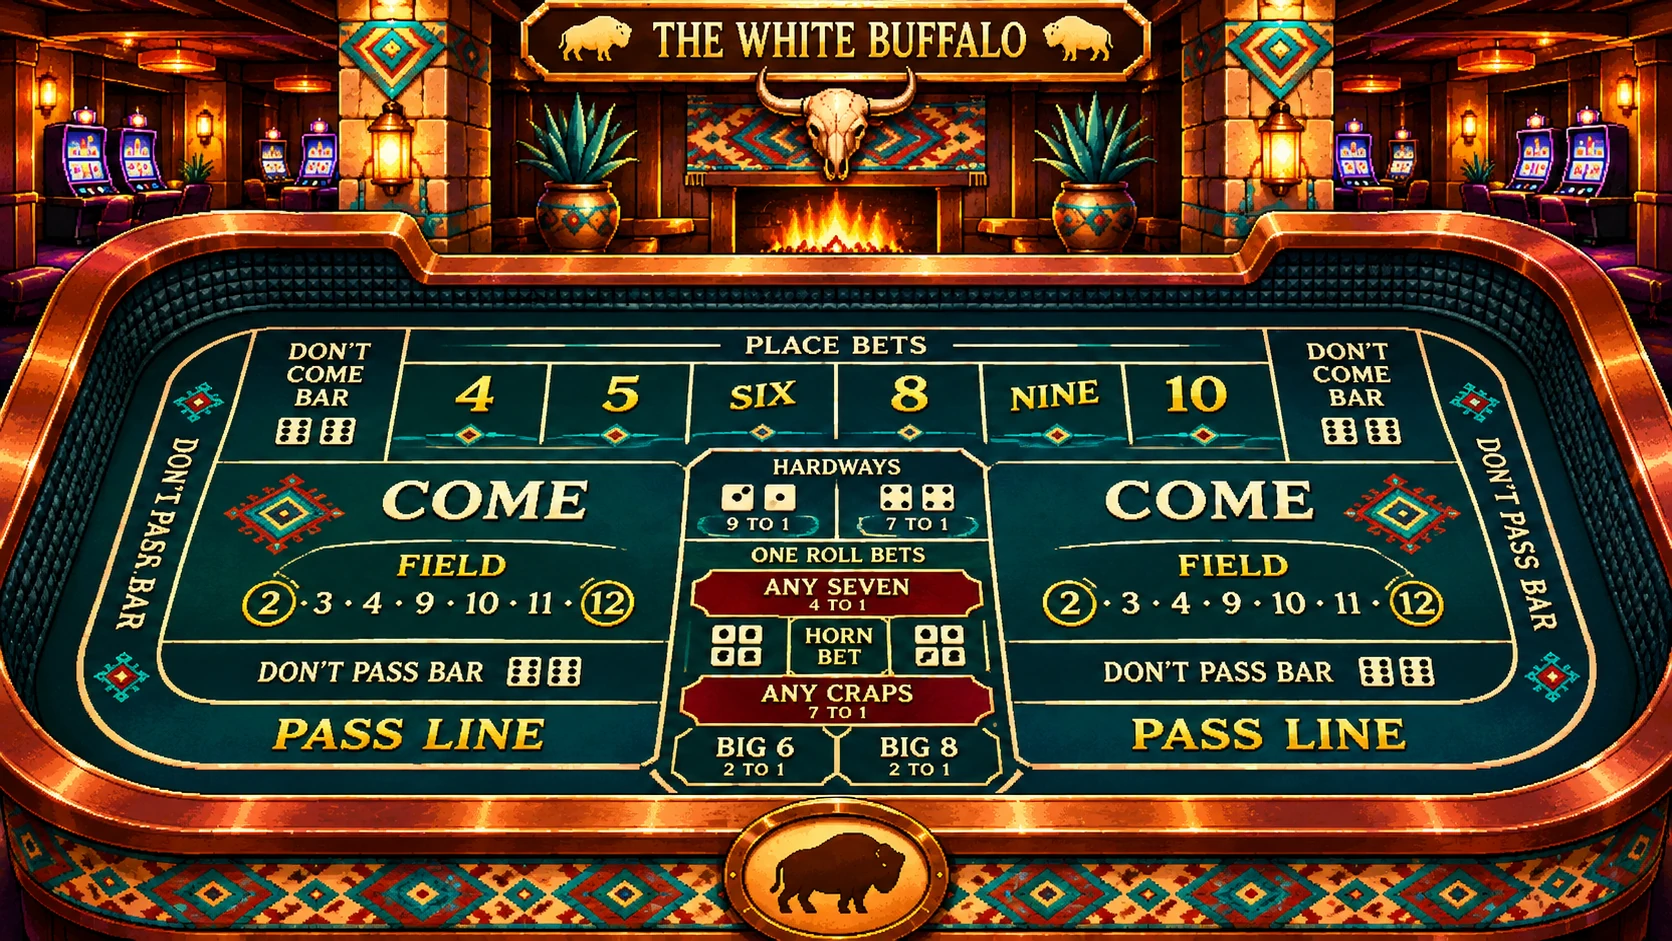 THE WHITE BUFFALO
PLACE BETS
DON'T
COME
BAR
4
5
SIX
8
NINE
10
DON'T
COME
BAR
DON'T PASS BAR
COME
FIELD
2 · 3 · 4 · 9 · 10 · 11 · 12
DON'T PASS BAR
PASS LINE
HARDWAYS
9 TO 1
7 TO 1
ONE ROLL BETS
ANY SEVEN
4 TO 1
HORN
BET
ANY CRAPS
7 TO 1
BIG 6
2 TO 1
BIG 8
2 TO 1
COME
FIELD
2 · 3 · 4 · 9 · 10 · 11 · 12
DON'T PASS BAR
PASS LINE
DON'T PASS BAR